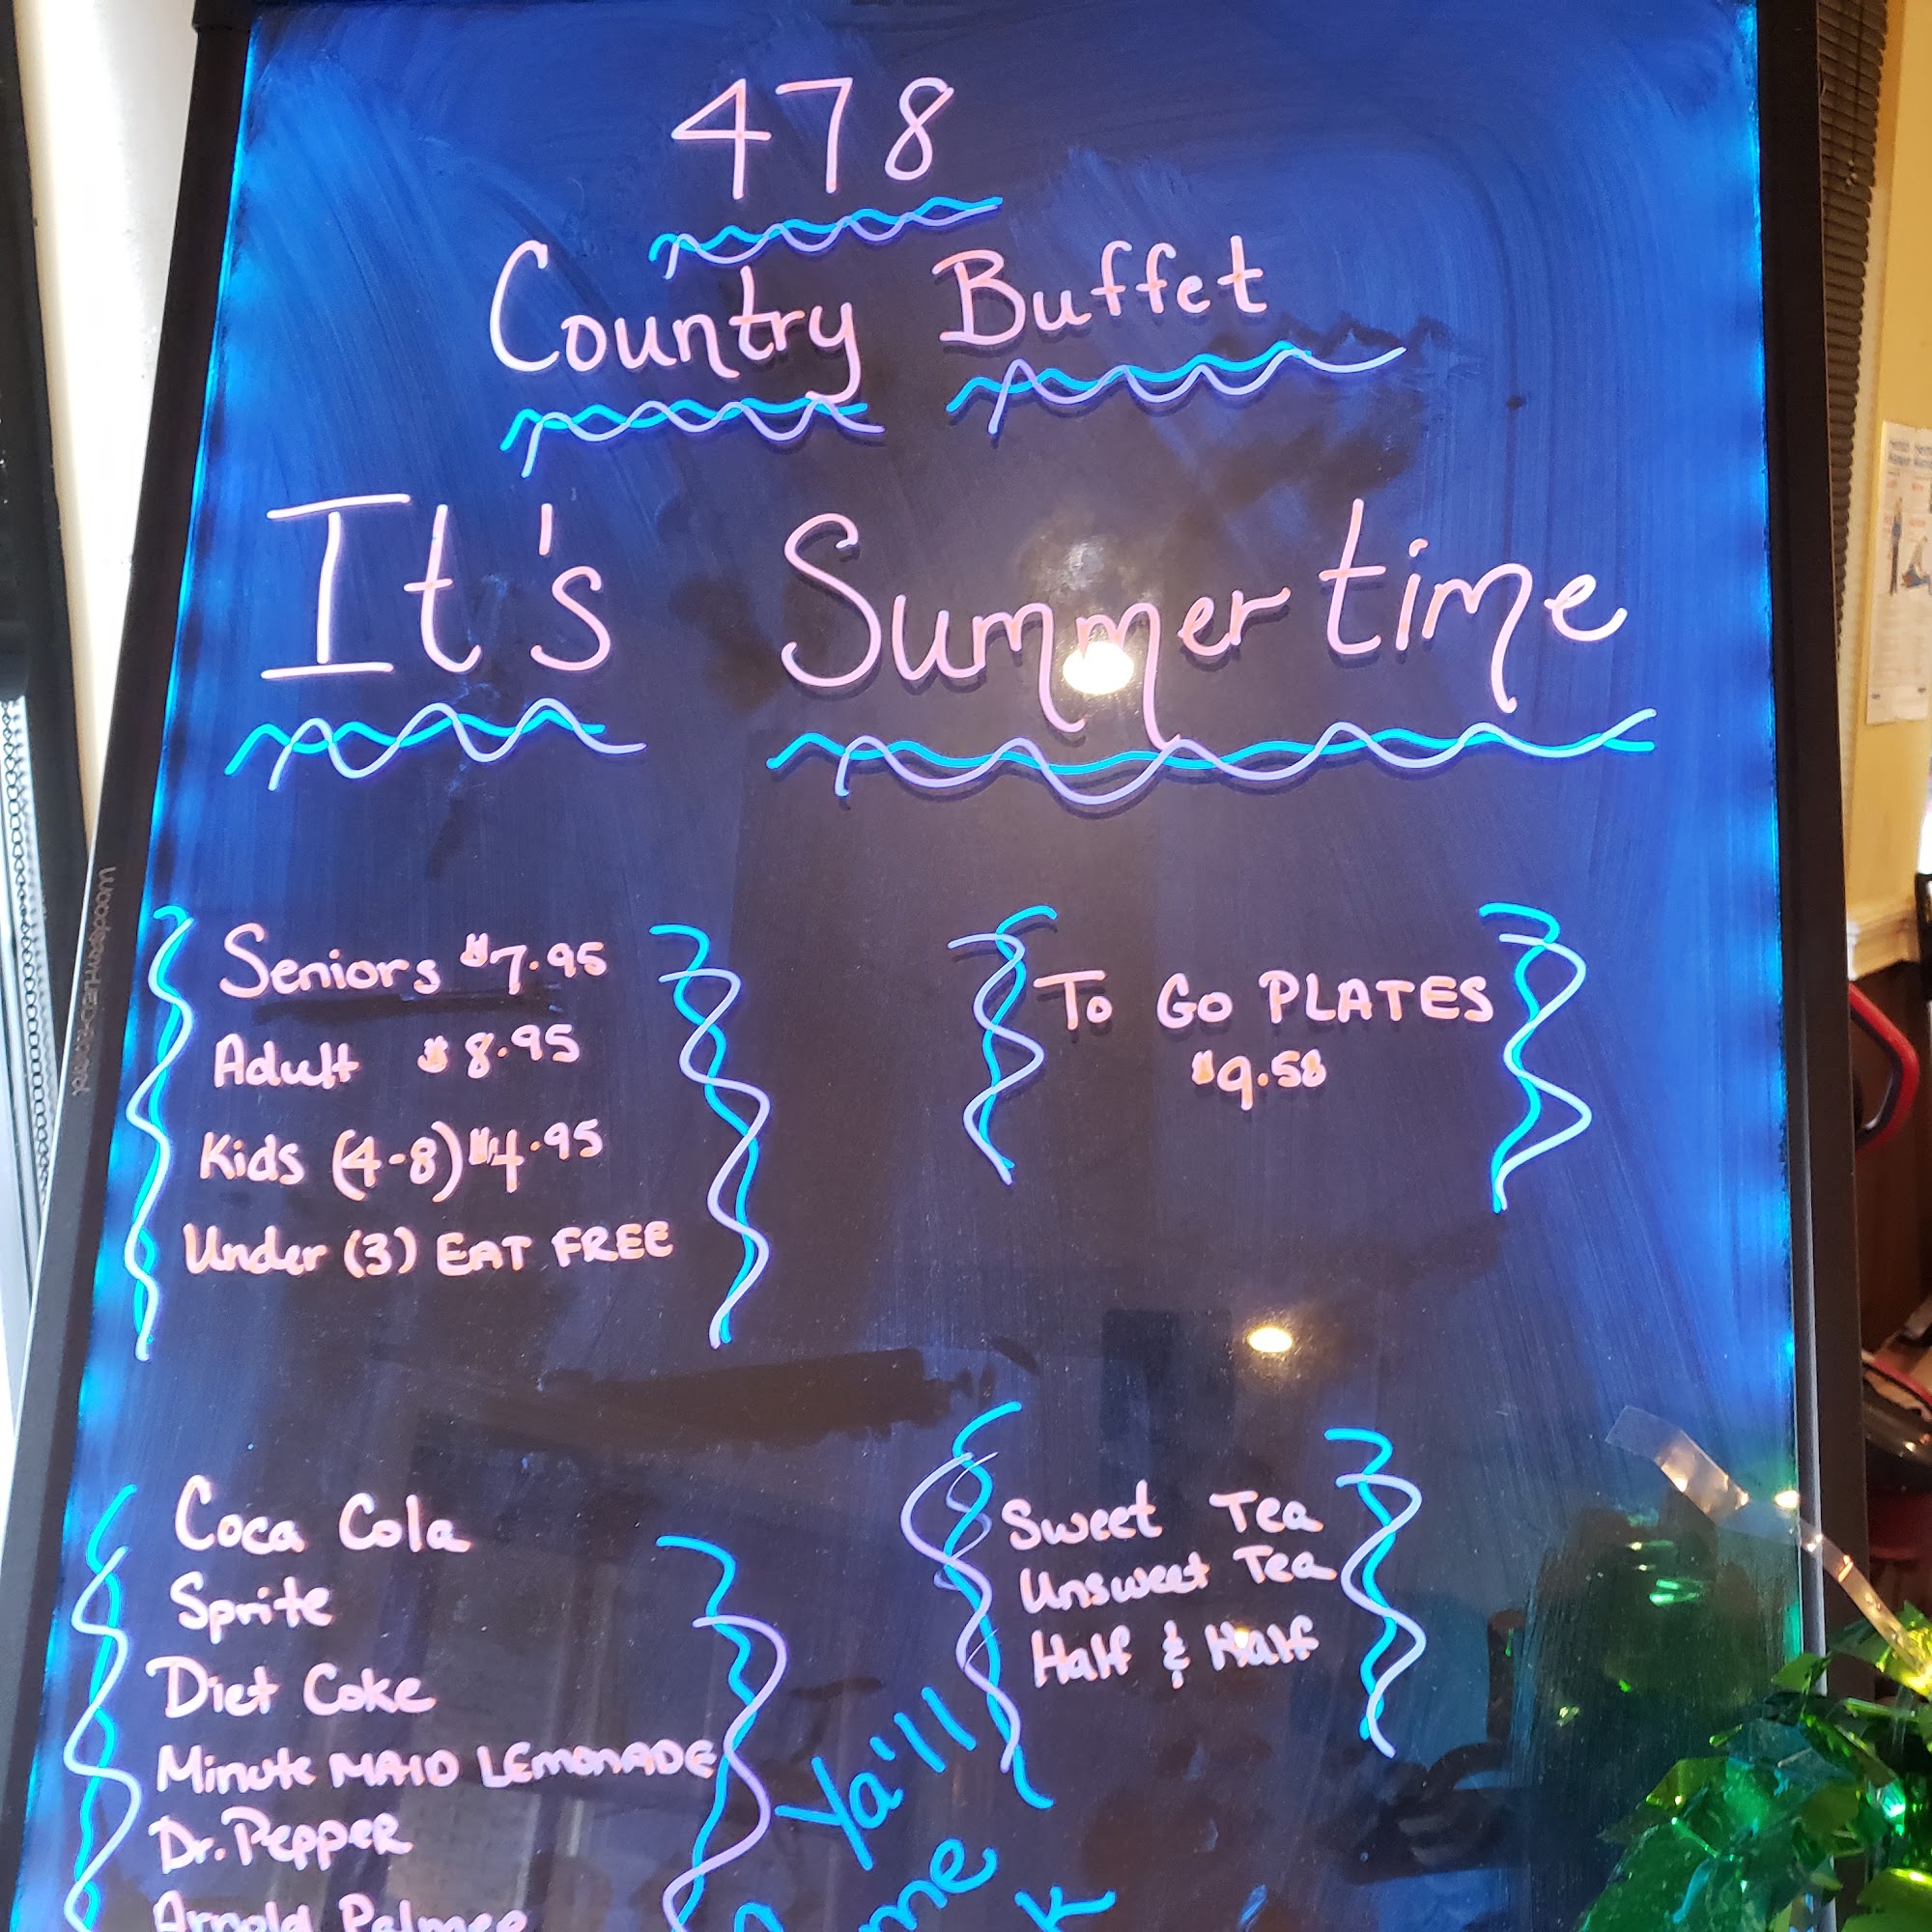 478
Country Buffet
It's Summertime
Seniors $7.95
Adult $8.95
Kids (4-8) $4.95
Under (3) EAT FREE
To Go PLATES
$9.58
Coca Cola
Sprite
Diet Coke
Minute MAID LEMONADE
Dr. Pepper
Arnold Palmer
Sweet Tea
Unsweet Tea
Half & Half
Ya'll